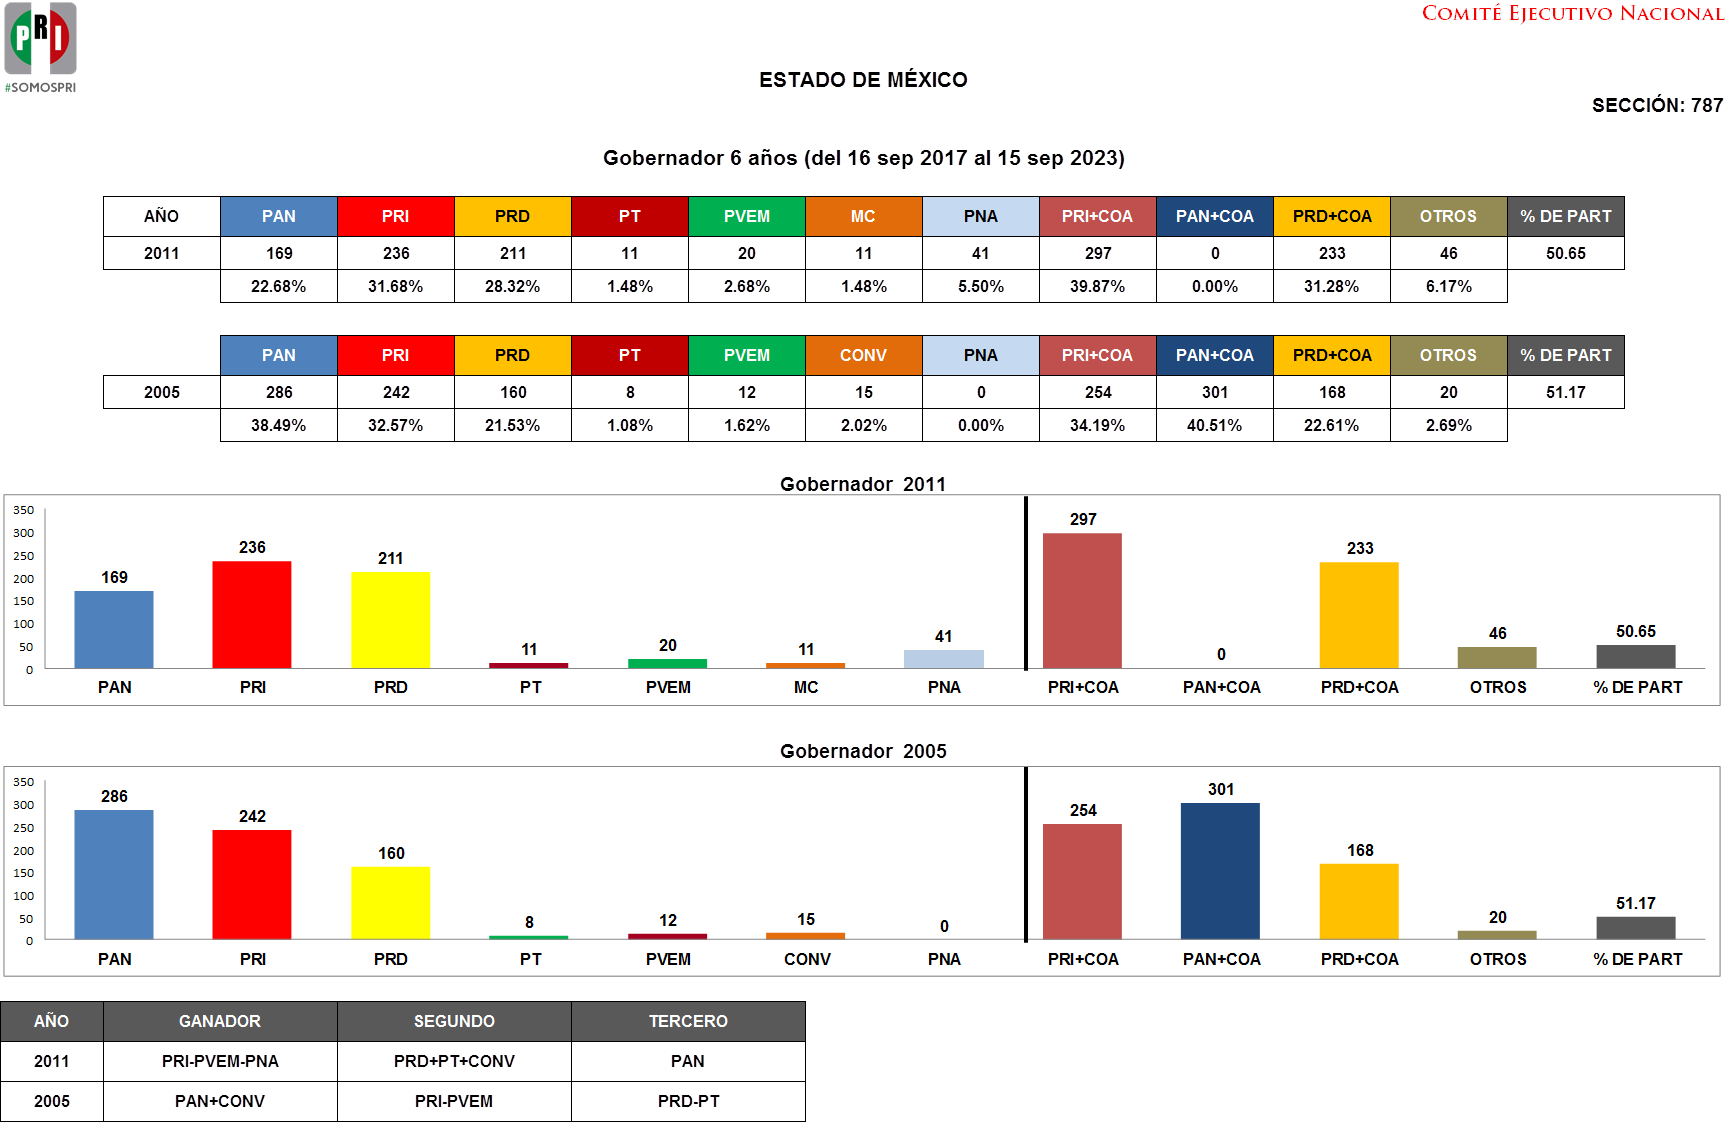 PRI
#SOMOSPRI
COMITÉ EJECUTIVO NACIONAL
ESTADO DE MÉXICO
SECCIÓN: 787
Gobernador 6 años (del 16 sep 2017 al 15 sep 2023)
AÑO PAN PRI PRD PT PVEM MC PNA PRI+COA PAN+COA PRD+COA OTROS % DE PART
2011 169 236 211 11 20 11 41 297 0 233 46 50.65
22.68% 31.68% 28.32% 1.48% 2.68% 1.48% 5.50% 39.87% 0.00% 31.28% 6.17%
PAN PRI PRD PT PVEM CONV PNA PRI+COA PAN+COA PRD+COA OTROS % DE PART
2005 286 242 160 8 12 15 0 254 301 168 20 51.17
38.49% 32.57% 21.53% 1.08% 1.62% 2.02% 0.00% 34.19% 40.51% 22.61% 2.69%
Gobernador 2011
350
300
250
200
150
100
50
0
169 236 211 11 20 11 41 297 0 233 46 50.65
PAN PRI PRD PT PVEM MC PNA PRI+COA PAN+COA PRD+COA OTROS % DE PART
Gobernador 2005
350
300
250
200
150
100
50
0
286 242 160 8 12 15 0 254 301 168 20 51.17
PAN PRI PRD PT PVEM CONV PNA PRI+COA PAN+COA PRD+COA OTROS % DE PART
AÑO GANADOR SEGUNDO TERCERO
2011 PRI-PVEM-PNA PRD+PT+CONV PAN
2005 PAN+CONV PRI-PVEM PRD-PT